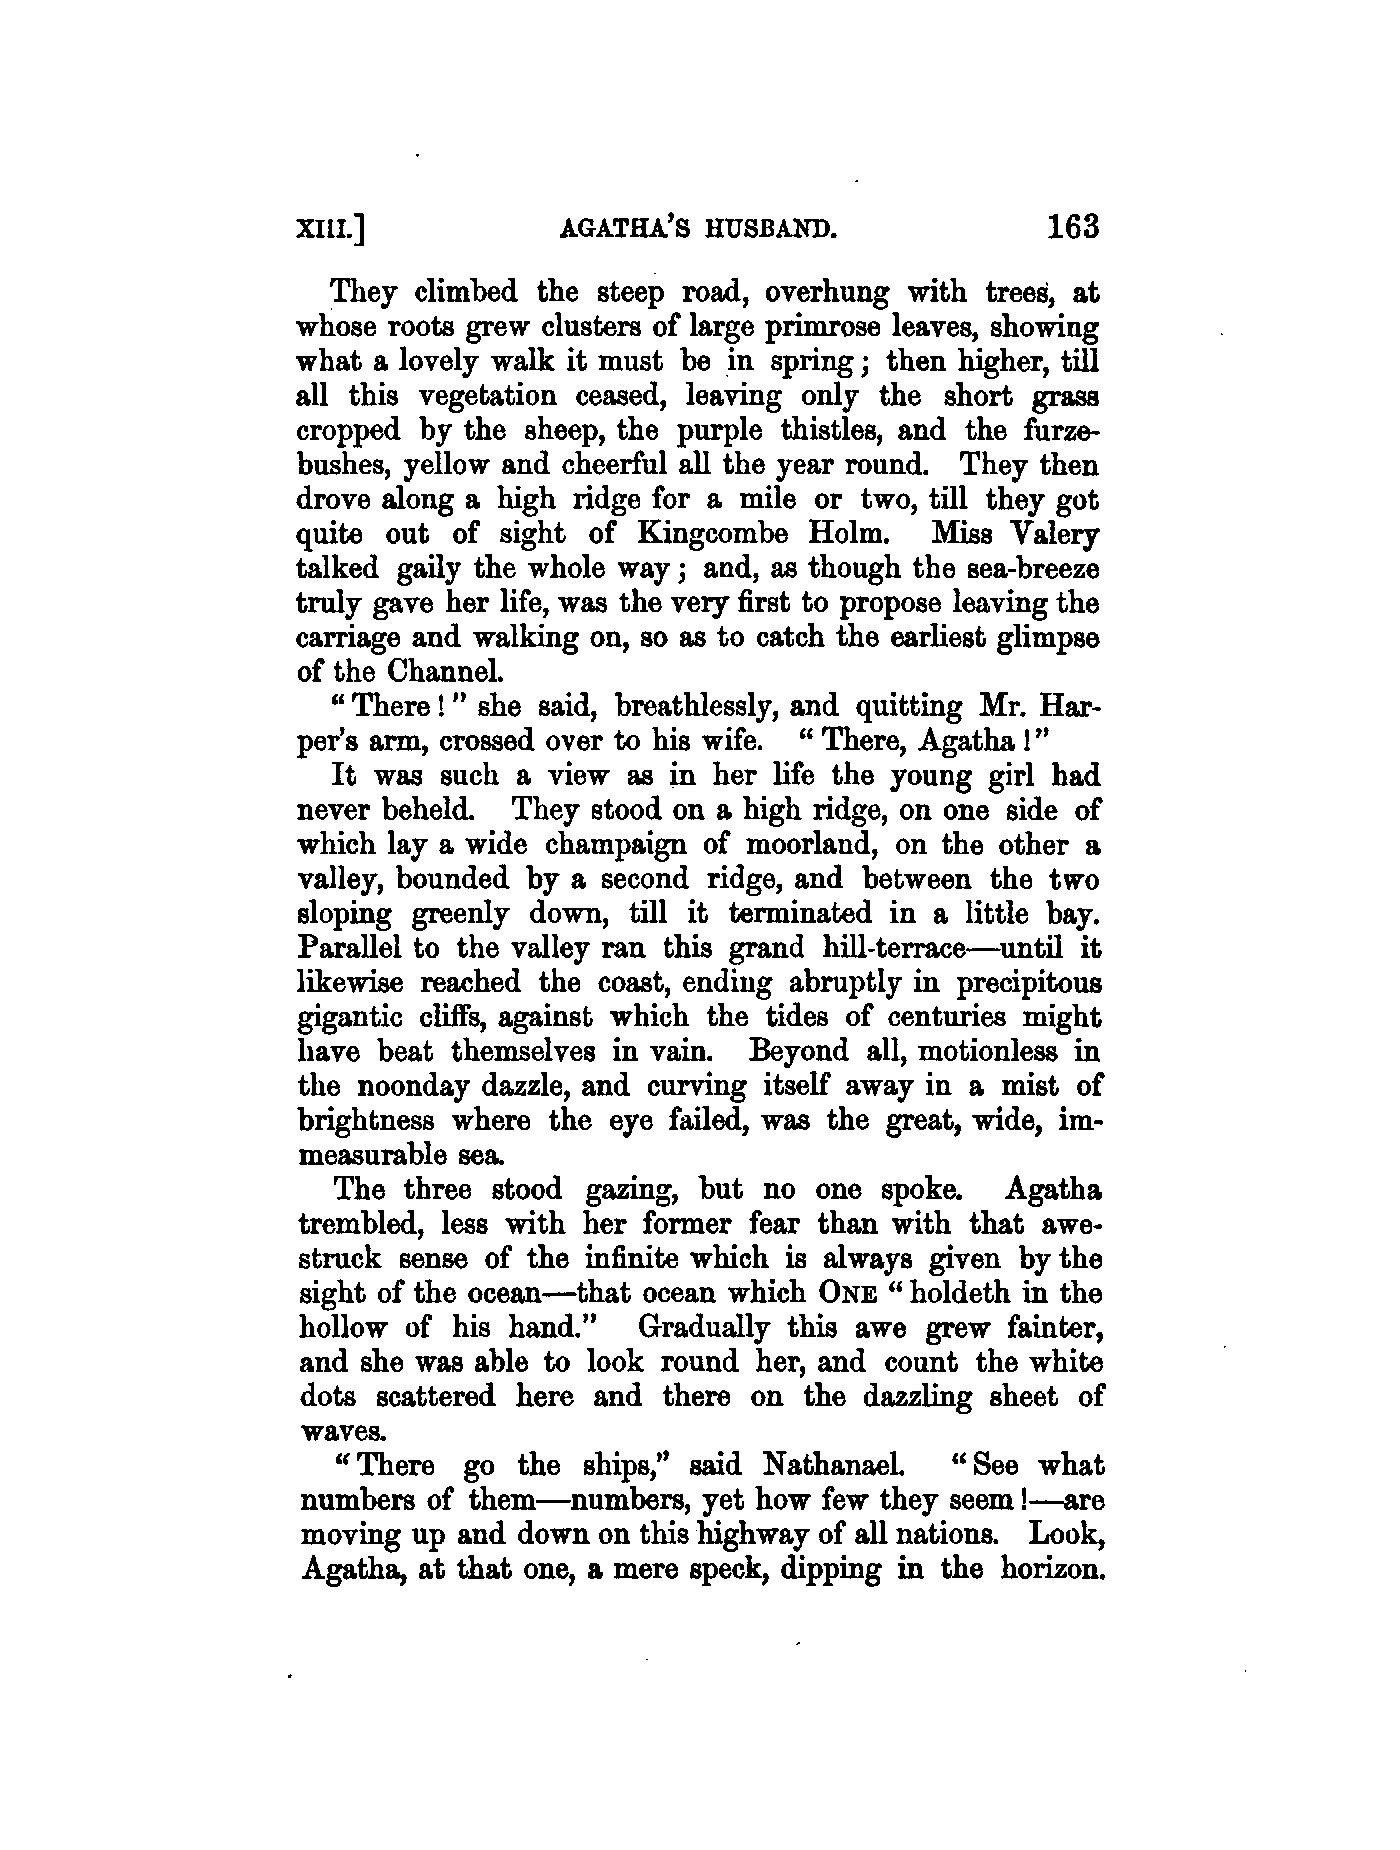 XIII.] AGATHA'S HUSBAND. 163
They climbed the steep road, overhung with trees, at
whose roots grew clusters of large primrose leaves, showing
what a lovely walk it must be in spring; then higher, till
all this vegetation ceased, leaving only the short grass
cropped by the sheep, the purple thistles, and the furze-
bushes, yellow and cheerful all the year round. They then
drove along a high ridge for a mile or two, till they got
quite out of sight of Kingcombe Holm. Miss Valery
talked gaily the whole way; and, as though the sea-breeze
truly gave her life, was the very first to propose leaving the
carriage and walking on, so as to catch the earliest glimpse
of the Channel.
"There!" she said, breathlessly, and quitting Mr. Har-
per's arm, crossed over to his wife. "There, Agatha!"
It was such a view as in her life the young girl had
never beheld. They stood on a high ridge, on one side of
which lay a wide champaign of moorland, on the other a
valley, bounded by a second ridge, and between the two
sloping greenly down, till it terminated in a little bay.
Parallel to the valley ran this grand hill-terrace—until it
likewise reached the coast, ending abruptly in precipitous
gigantic cliffs, against which the tides of centuries might
have beat themselves in vain. Beyond all, motionless in
the noonday dazzle, and curving itself away in a mist of
brightness where the eye failed, was the great, wide, im-
measurable sea.
The three stood gazing, but no one spoke. Agatha
trembled, less with her former fear than with that awe-
struck sense of the infinite which is always given by the
sight of the ocean—that ocean which ONE "holdeth in the
hollow of his hand." Gradually this awe grew fainter,
and she was able to look round her, and count the white
dots scattered here and there on the dazzling sheet of
waves.
"There go the ships," said Nathanael. "See what
numbers of them—numbers, yet how few they seem!—are
moving up and down on this highway of all nations. Look,
Agatha, at that one, a mere speck, dipping in the horizon.